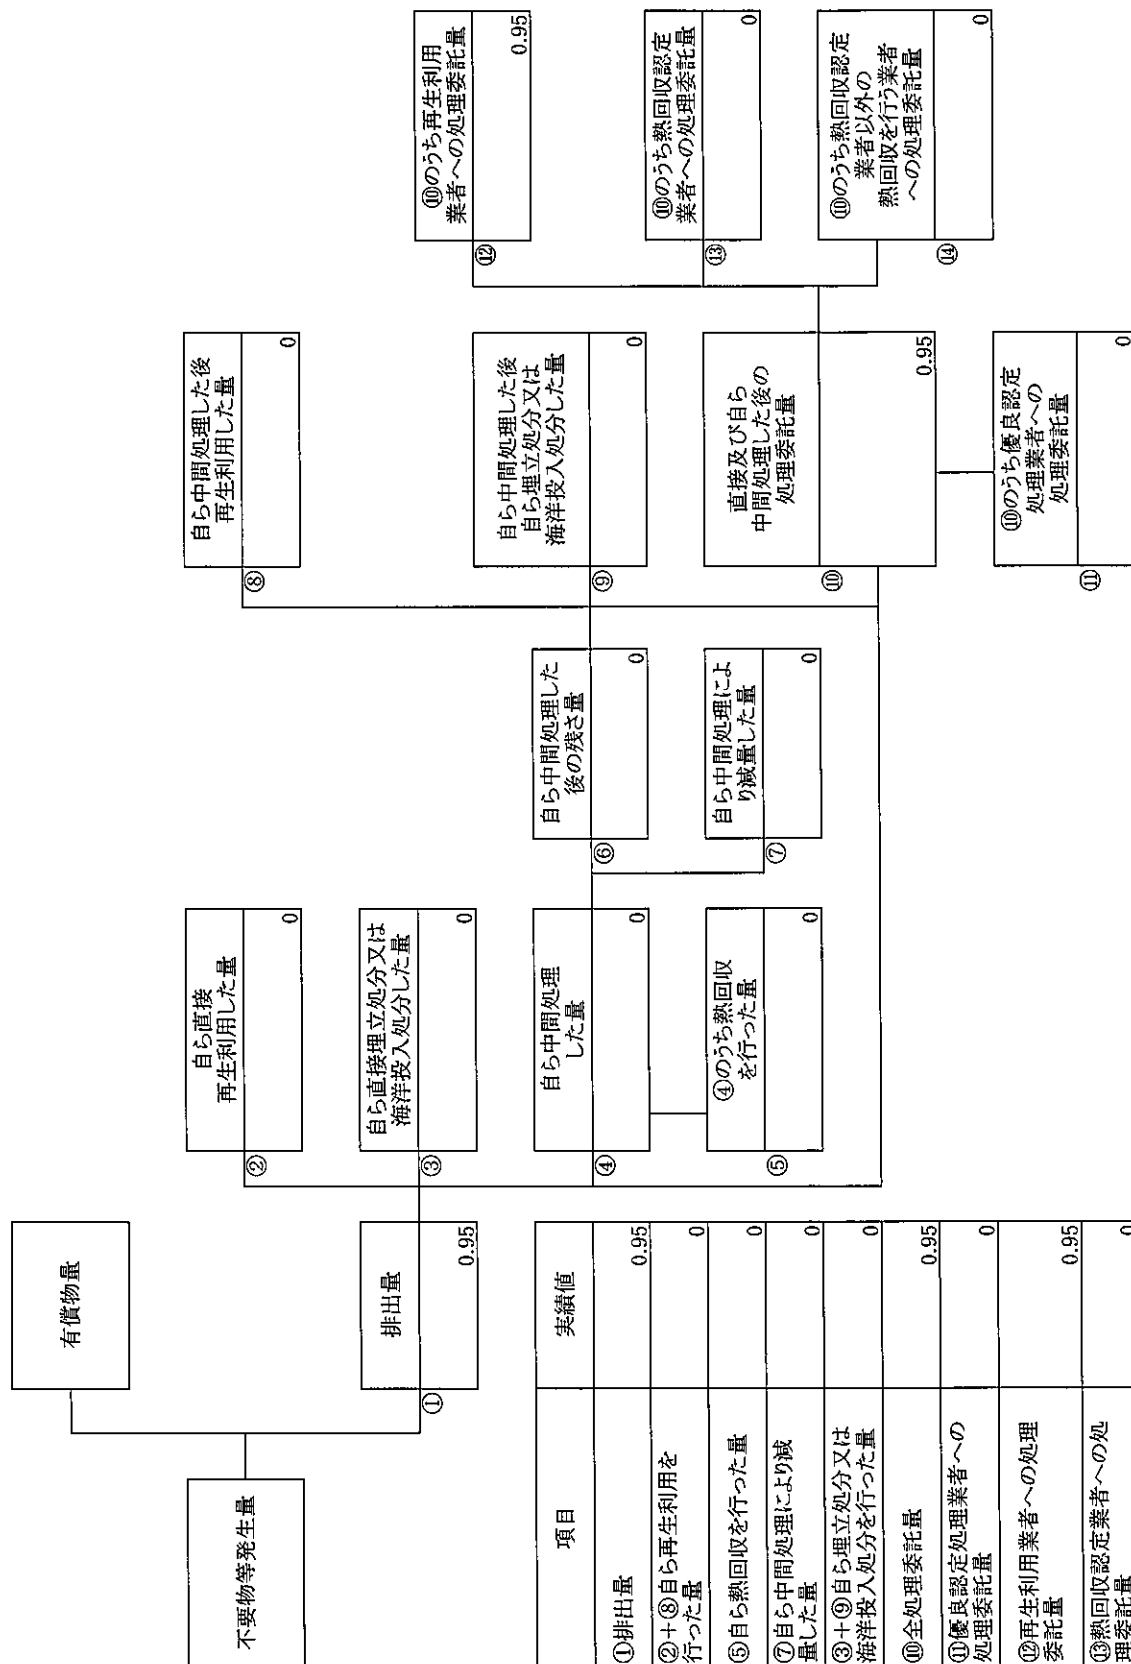 不要物等発生量
有償物量
①
排出量
0.95
②
自ら直接
再生利用した量
0
③
自ら直接埋立処分又は
海洋投入処分した量
0
④
自ら中間処理
した量
0
⑤
④のうち熱回収
を行った量
0
⑥
自ら中間処理した
後の残さ量
0
⑦
自ら中間処理によ
り減量した量
0
⑧
自ら中間処理した後
再生利用した量
0
⑨
自ら中間処理した後
自ら埋立処分又は
海洋投入処分した量
0
⑩
直接及び自ら
中間処理した後の
処理委託量
0.95
⑪
⑩のうち優良認定
処理業者への
処理委託量
0
⑫
⑩のうち再生利用
業者への処理委託量
0.95
⑬
⑩のうち熱回収認定
業者への処理委託量
0
⑭
⑩のうち熱回収認定
業者以外の
熱回収を行う業者
への処理委託量
0
項目
実績値
①排出量
0.95
②+⑧自ら再生利用を
行った量
0
⑤自ら熱回収を行った量
0
⑦自ら中間処理により減
量した量
0
③+⑨自ら埋立処分又は
海洋投入処分を行った量
0
⑩全処理委託量
0.95
⑪優良認定処理業者への
処理委託量
0
⑫再生利用業者への処理
委託量
0.95
⑬熱回収認定業者への処
理委託量
0